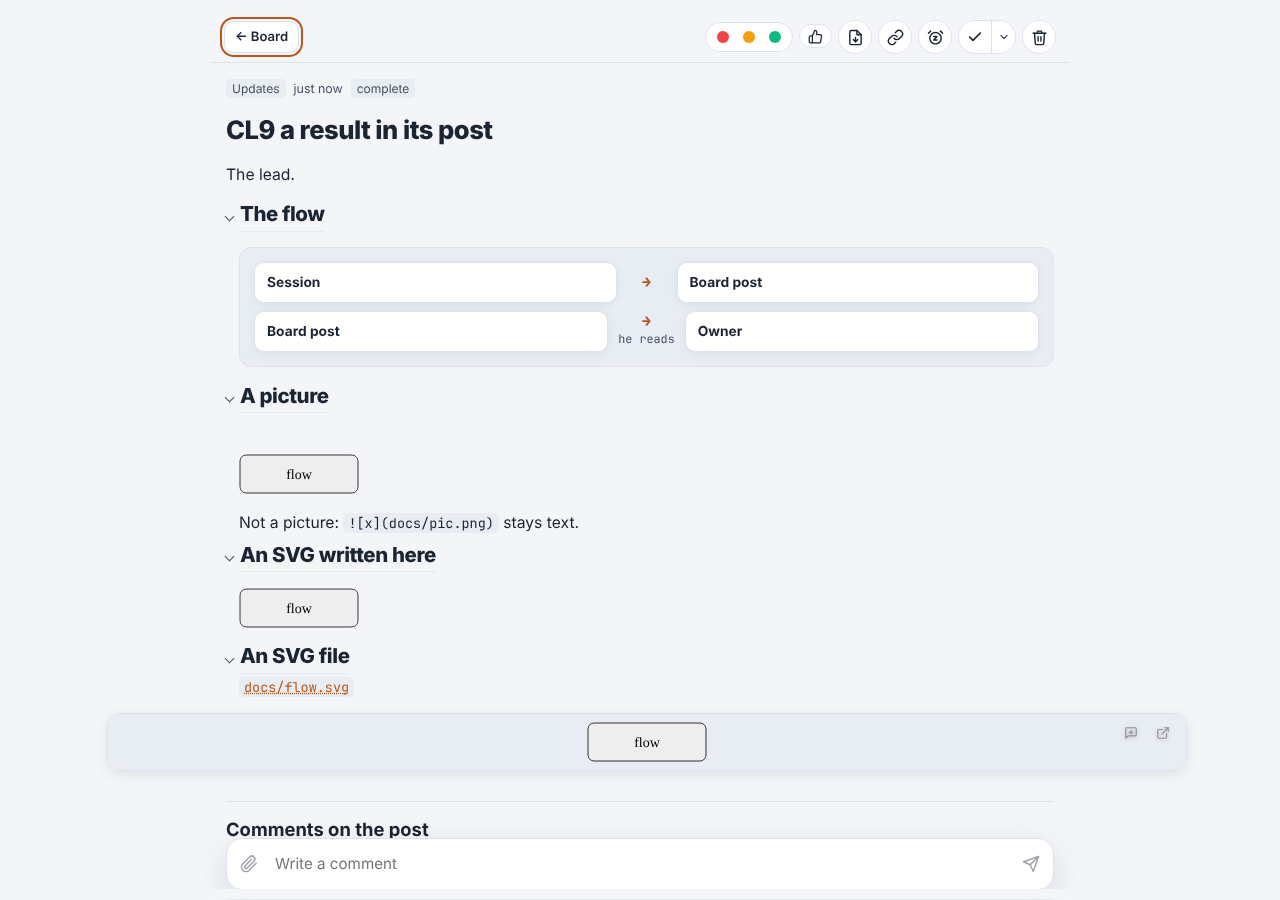 ← Board
Updates just now complete
CL9 a result in its post
The lead.
The flow
Session → Board post
Board post → he reads Owner
A picture
flow
Not a picture: ![x](docs/pic.png) stays text.
An SVG written here
flow
An SVG file
docs/flow.svg
flow
Comments on the post
Write a comment